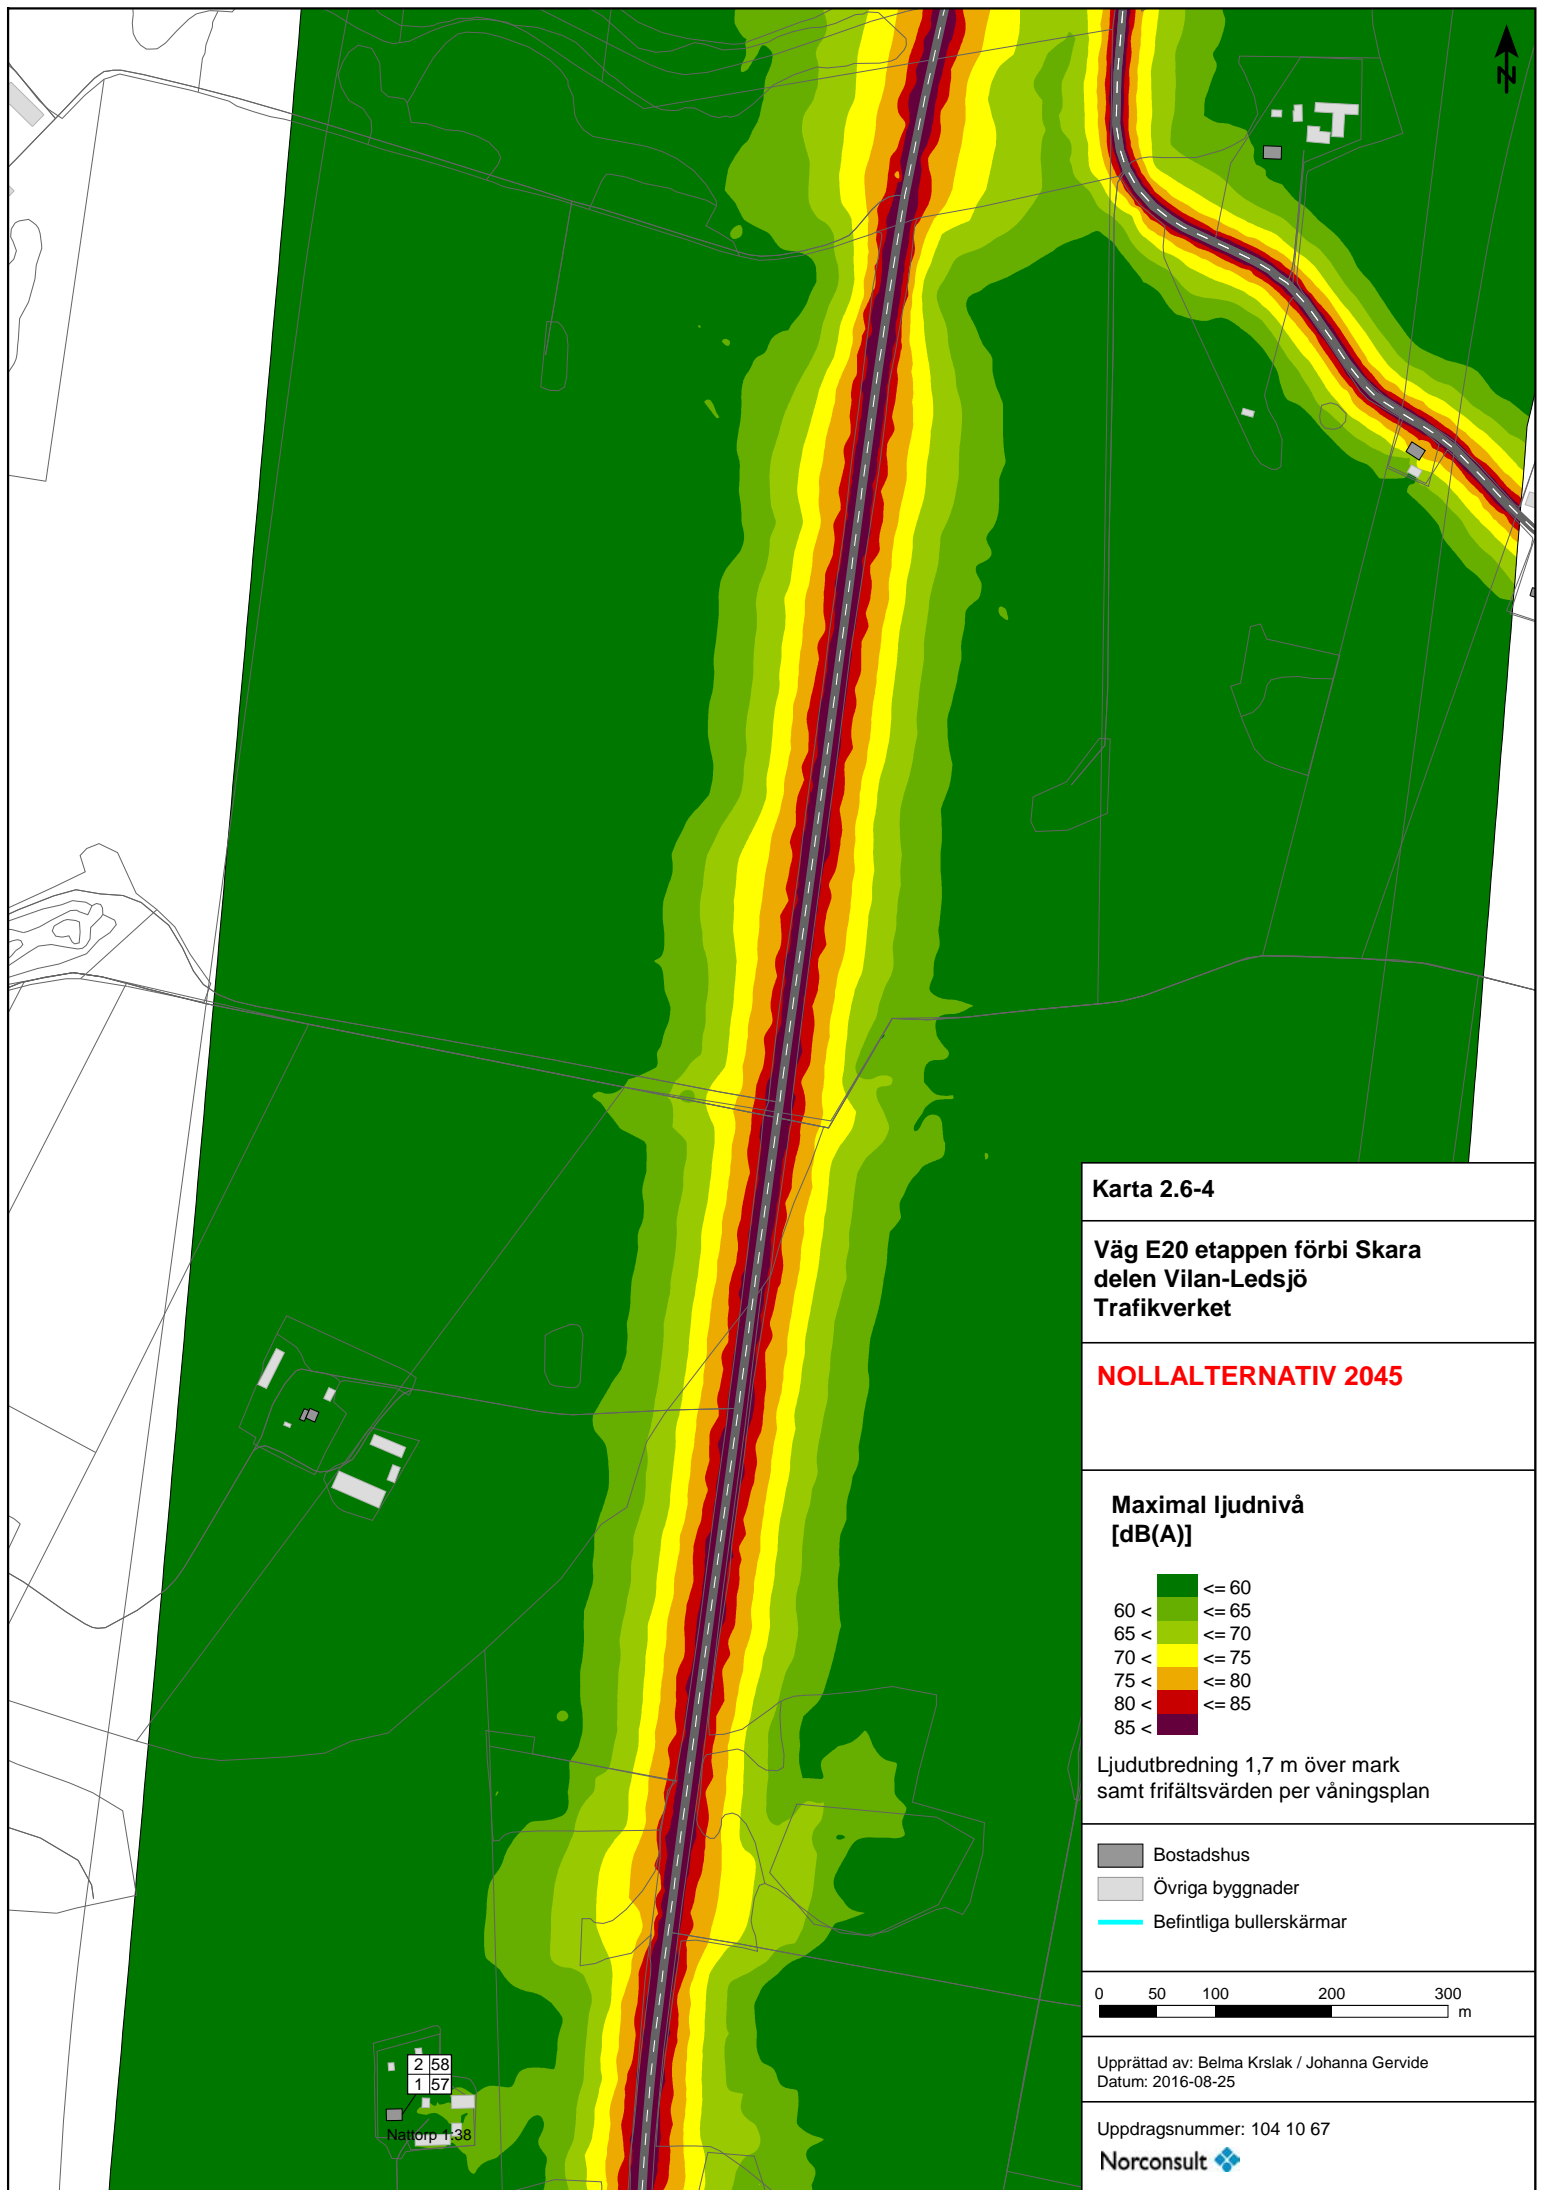 N
Karta 2.6-4
Väg E20 etappen förbi Skara
delen Vilan-Ledsjö
Trafikverket
NOLLALTERNATIV 2045
Maximal ljudnivå
[dB(A)]
<= 60
60 < <= 65
65 < <= 70
70 < <= 75
75 < <= 80
80 < <= 85
85 <
Ljudutbredning 1,7 m över mark
samt frifältsvärden per våningsplan
Bostadshus
Övriga byggnader
Befintliga bullerskärmar
0 50 100 200 300
m
Upprättad av: Belma Krslak / Johanna Gervide
Datum: 2016-08-25
Uppdragsnummer: 104 10 67
Norconsult
2 58
1 57
Nattorp 1:38